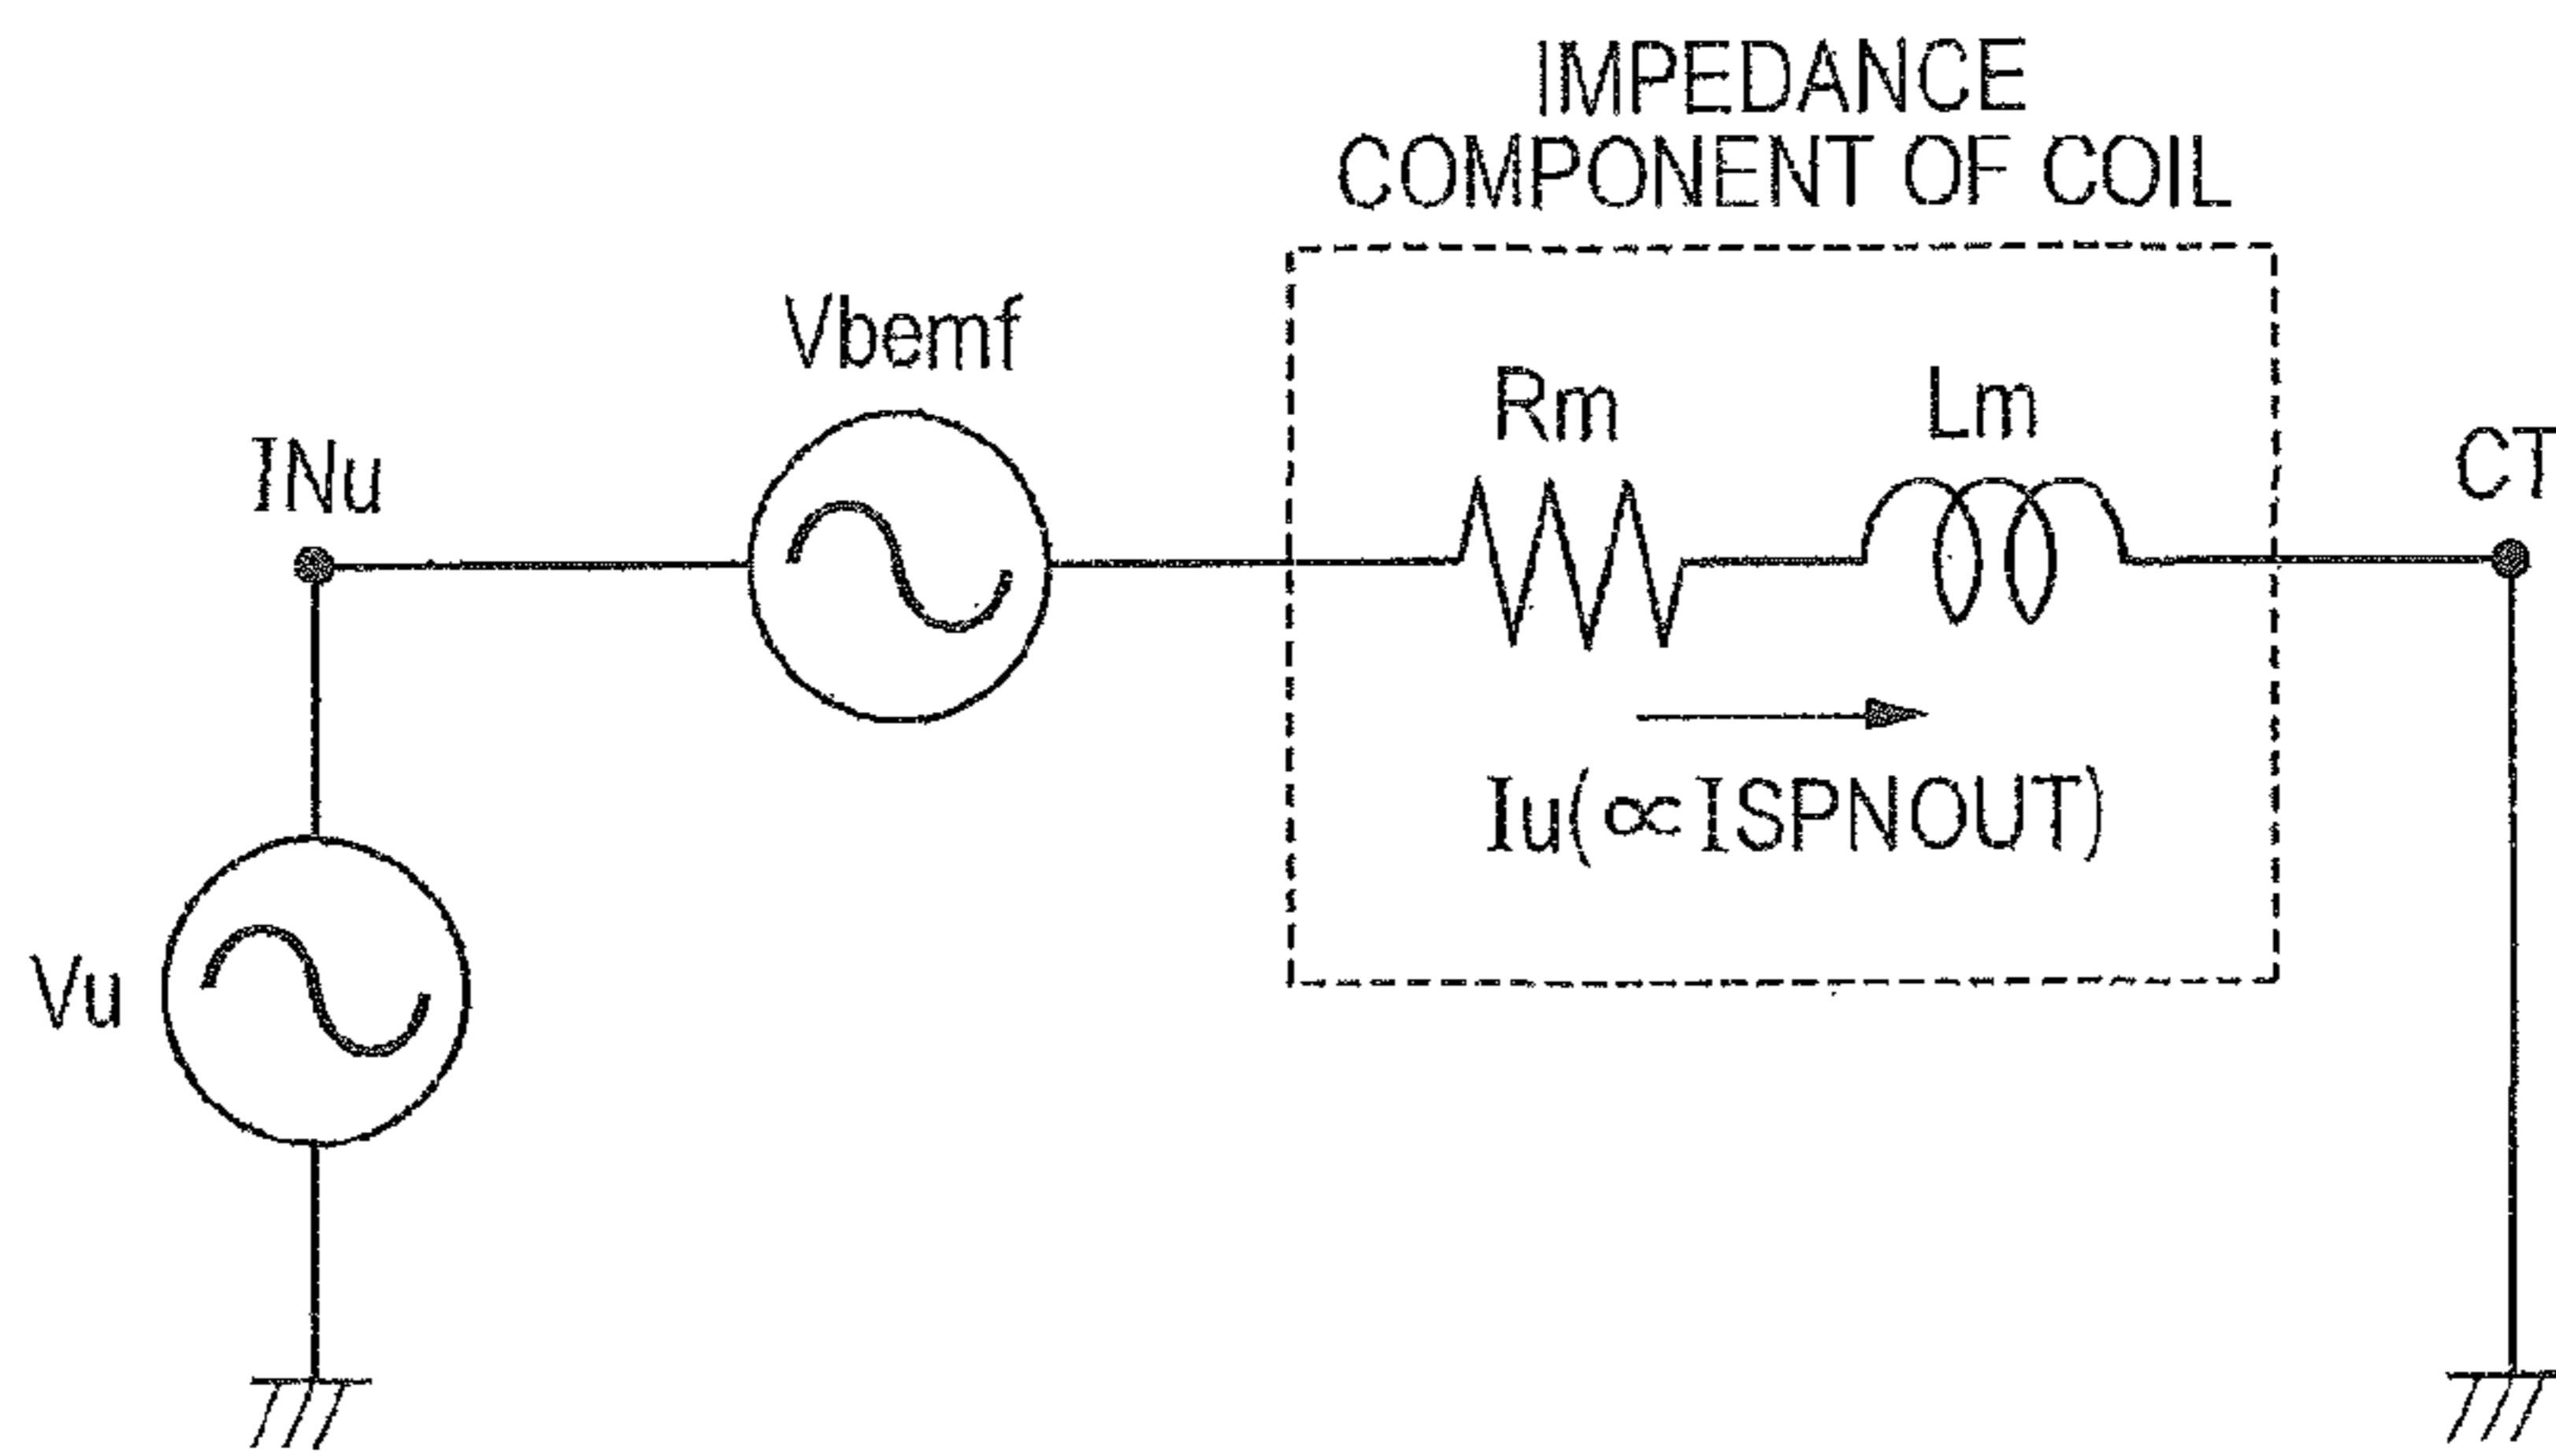 IMPEDANCE
COMPONENT OF COIL
Vbemf
Rm
Lm
INu
CT
Iu(∝ISPNOUT)
Vu